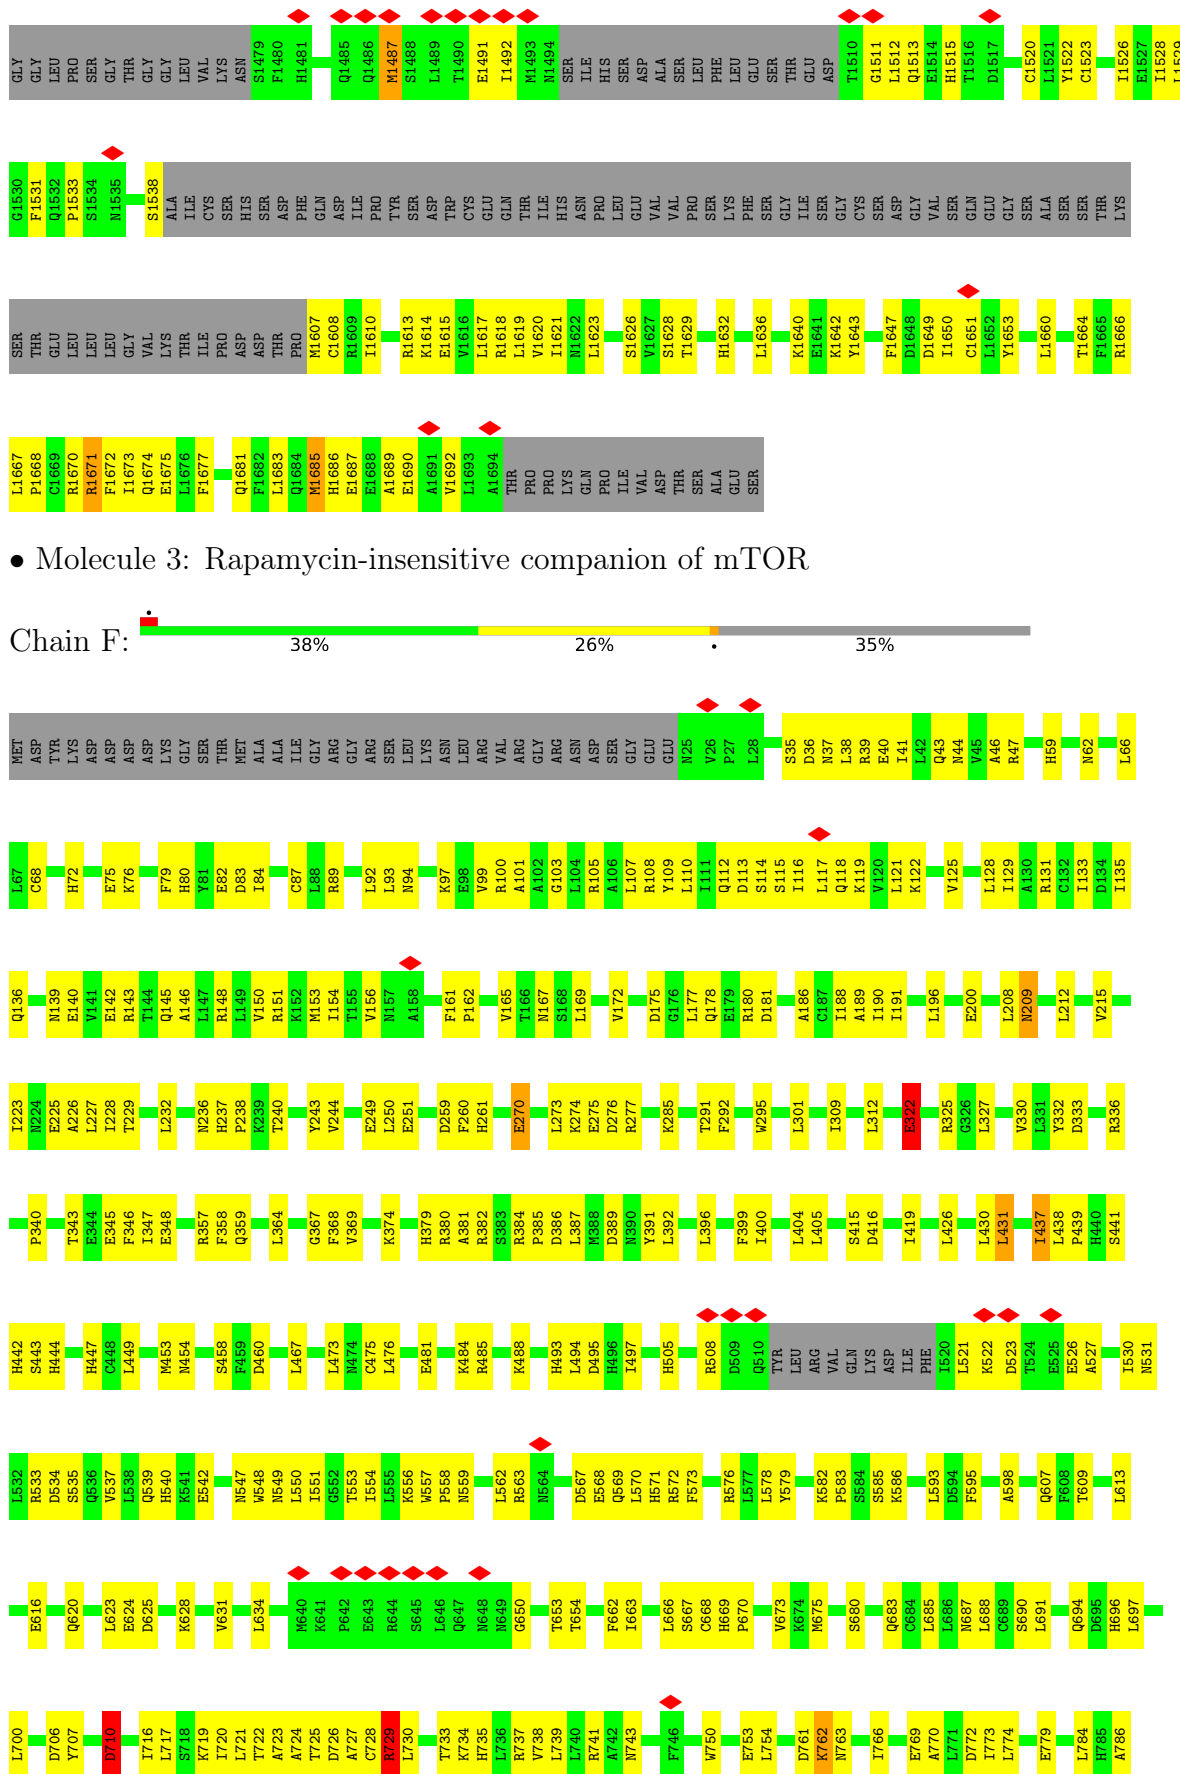 GLY GLY LEU PRO SER GLY THR GLY GLY LEU VAL LYS ASN S1479 F1480 H1481 Q1485 Q1486 M1487 S1488 L1489 T1490 E1491 I1492 M1493 N1494 SER ILE HIS SER ASP ALA SER LEU PHE LEU GLU SER THR GLU ASP T1510 G1511 L1512 Q1513 E1514 H1515 T1516 D1517 C1520 L1521 Y1522 C1523 I1526 E1527 I1528 L1529
G1530 F1531 Q1532 P1533 S1534 N1535 S1538 ALA ILE CYS SER HIS SER ASP PHE GLN ASP ILE PRO TYR SER ASP TRP CYS GLU GLN THR ILE HIS ASN PRO LEU GLU VAL VAL PRO SER LYS PHE SER GLY ILE SER GLY CYS SER ASP GLY VAL SER GLN GLU GLY SER ALA SER SER THR LYS
SER THR GLU LEU LEU LEU GLY VAL LYS THR ILE PRO ASP ASP THR PRO M1607 C1608 R1609 I1610 R1613 K1614 E1615 V1616 L1617 R1618 L1619 V1620 I1621 N1622 L1623 S1626 V1627 S1628 T1629 H1632 L1636 K1640 E1641 K1642 Y1643 F1647 D1648 D1649 I1650 C1651 L1652 Y1653 L1660 T1664 F1665 R1666
L1667 P1668 C1669 R1670 R1671 F1672 I1673 Q1674 E1675 L1676 F1677 Q1681 F1682 L1683 Q1684 M1685 H1686 E1687 E1688 A1689 E1690 A1691 V1692 L1693 A1694 THR PRO PRO LYS GLN PRO ILE VAL ASP THR SER ALA GLU SER
• Molecule 3: Rapamycin-insensitive companion of mTOR
Chain F: 38% 26% • 35%
MET ASP TYR LYS ASP ASP ASP ASP LYS GLY SER THR MET ALA ALA ILE GLY ARG GLY ARG SER LEU LYS ASN LEU ARG VAL ARG GLY ARG ASN ASP SER GLY GLU GLU N25 V26 P27 L28 S35 D36 N37 L38 R39 E40 I41 L42 Q43 N44 V45 A46 R47 H59 N62 L66
L67 C68 H72 E75 K76 F79 H80 Y81 E82 D83 I84 C87 L88 R89 L92 L93 N94 K97 E98 V99 R100 A101 A102 G103 L104 R105 A106 L107 R108 Y109 L110 I111 Q112 D113 S114 S115 I116 L117 Q118 K119 V120 L121 K122 V125 L128 I129 A130 R131 C132 I133 D134 I135
Q136 N139 E140 V141 E142 R143 T144 Q145 A146 L147 R148 L149 V150 R151 K152 M153 I154 T155 V156 N157 A158 F161 P162 V165 T166 N167 S168 L169 V172 D175 G176 L177 Q178 E179 R180 D181 A186 C187 I188 A189 I190 I191 L196 E200 L208 N209 L212 V215
I223 N224 E225 A226 L227 I228 T229 L232 N236 H237 P238 K239 T240 Y243 V244 E249 L250 E251 D259 F260 H261 E270 L273 K274 E275 D276 R277 K285 T291 F292 W295 L301 I309 L312 E322 R325 G326 L327 V330 L331 Y332 D333 R336
P340 T343 E344 E345 F346 I347 E348 R357 F358 Q359 L364 G367 F368 V369 K374 H379 R380 A381 R382 S383 R384 P385 D386 L387 M388 D389 N390 Y391 L392 L396 F399 I400 L404 L405 S415 D416 I419 L426 L430 L431 I437 L438 P439 H440 S441
H442 S443 H444 H447 C448 L449 M453 N454 S458 F459 D460 L467 L473 N474 C475 L476 E481 K484 R485 K488 H493 L494 D495 H496 I497 H505 R508 D509 Q510 TYR LEU ARG VAL GLN LYS ASP ILE PHE I520 L521 K522 D523 T524 E525 E526 A527 I530 N531
L532 R533 D534 S535 Q536 V537 L538 Q539 H540 K541 E542 N547 W548 N549 L550 I551 G552 T553 I554 L555 K556 W557 P558 N559 L562 R563 N564 D567 E568 Q569 L570 H571 R572 F573 R576 L577 L578 Y579 K582 P583 S584 S585 K586 L593 D594 F595 A598 Q607 F608 T609 L613
E616 Q620 L623 E624 D625 K628 V631 L634 M640 K641 P642 E643 R644 S645 L646 Q647 N648 N649 G650 T653 T654 F662 I663 L666 S667 C668 H669 P670 V673 K674 M675 S680 Q683 C684 L685 L686 N687 L688 C689 S690 L691 Q694 D695 H696 L697
L700 D706 Y707 D710 I716 L717 S718 K719 I720 L721 T722 A723 A724 T725 D726 A727 C728 R729 L730 T733 K734 H735 L736 R737 V738 L739 L740 R741 A742 N743 F746 W750 E753 L754 D761 K762 N763 I766 E769 A770 L771 D772 I773 L774 E779 L784 H785 A786